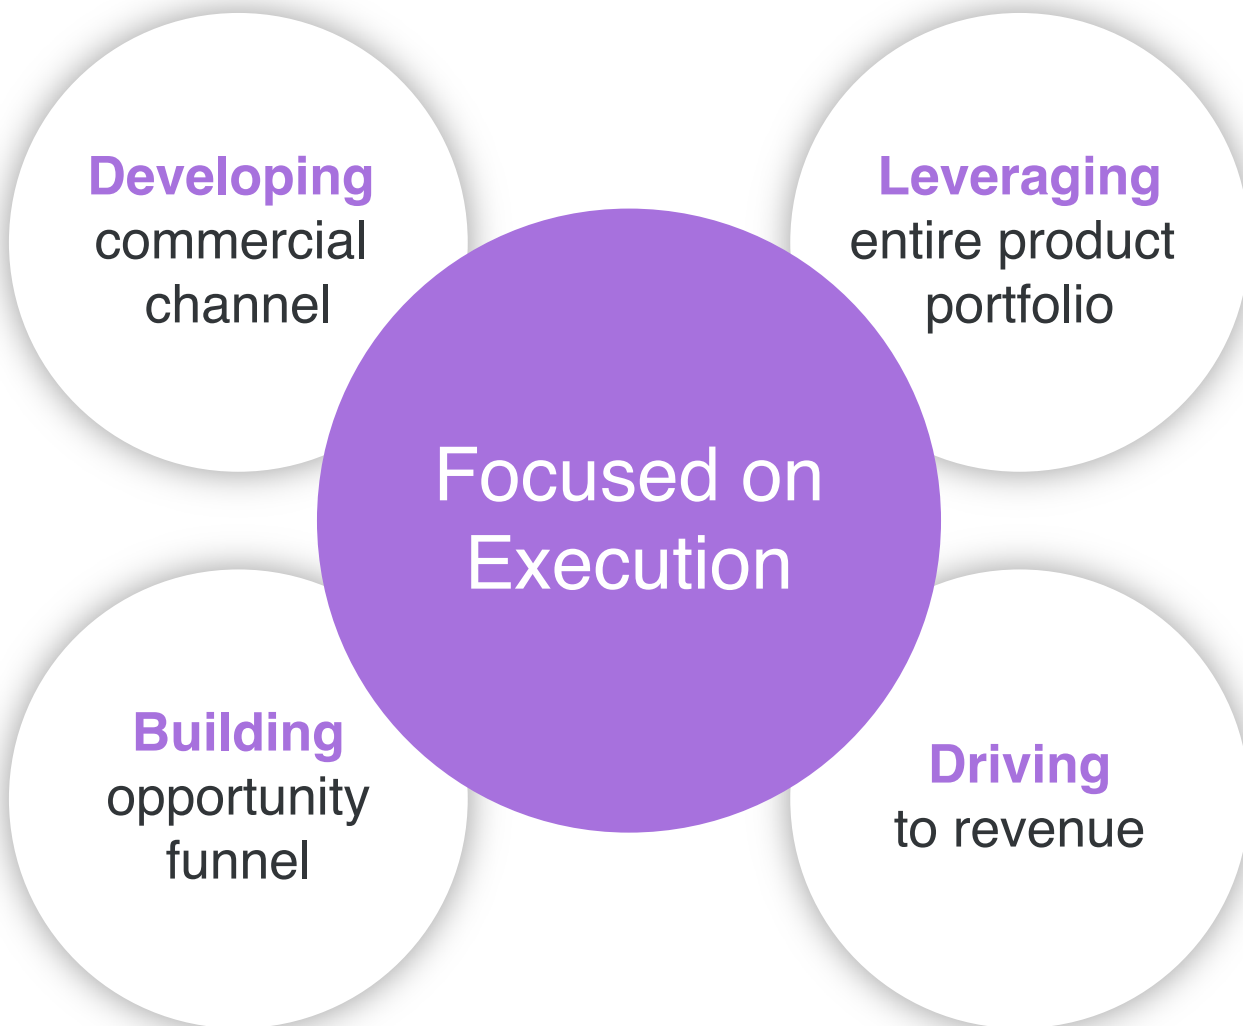 Developing
commercial
channel
Leveraging
entire product
portfolio
Focused on
Execution
Building
opportunity
funnel
Driving
to revenue